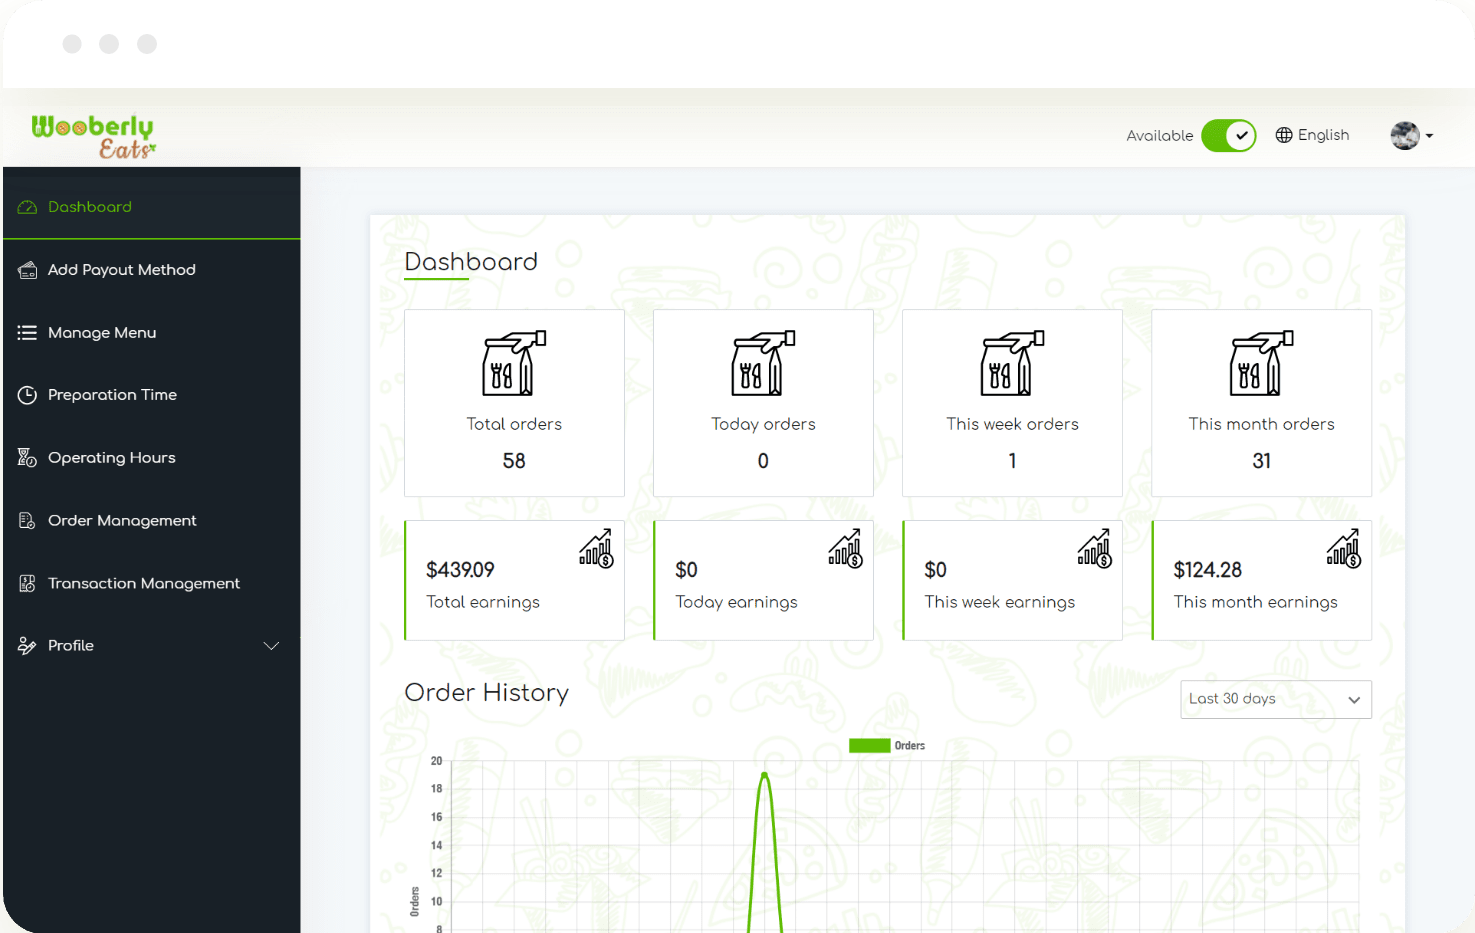 Wooberly
Eats
Available
English
Dashboard
Add Payout Method
Manage Menu
Preparation Time
Operating Hours
Order Management
Transaction Management
Profile
Dashboard
Total orders
58
Today orders
0
This week orders
1
This month orders
31
$439.09
Total earnings
$0
Today earnings
$0
This week earnings
$124.28
This month earnings
Order History
Last 30 days
Orders
20
18
16
14
12
10
8
Orders